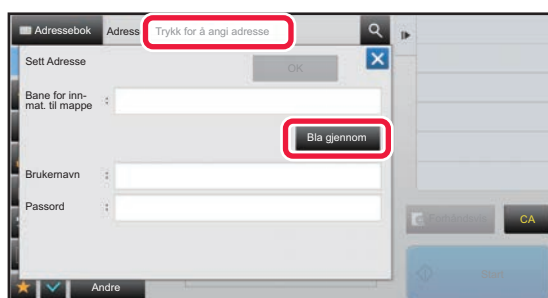 Adressebok Adress Trykk for å angi adresse
Sett Adresse OK
Bane for inn-
mat. til mappe :
Bla gjennom
Brukernavn :
Passord :
CA
Start
Andre